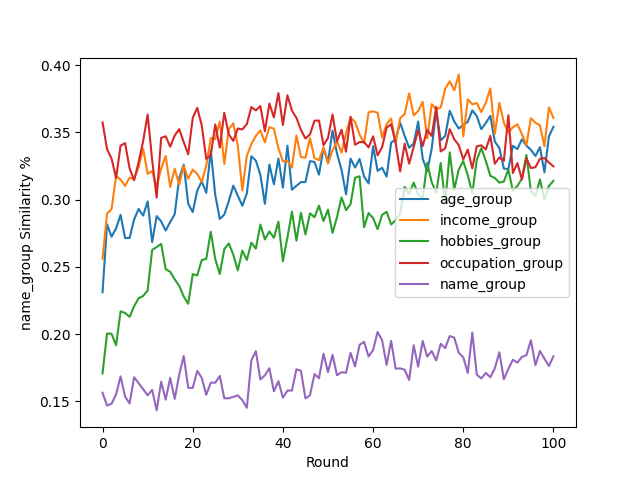 0.40
0.35
0.30
0.25
0.20
0.15
name_group Similarity %
age_group
income_group
hobbies_group
occupation_group
name_group
0 20 40 60 80 100
Round